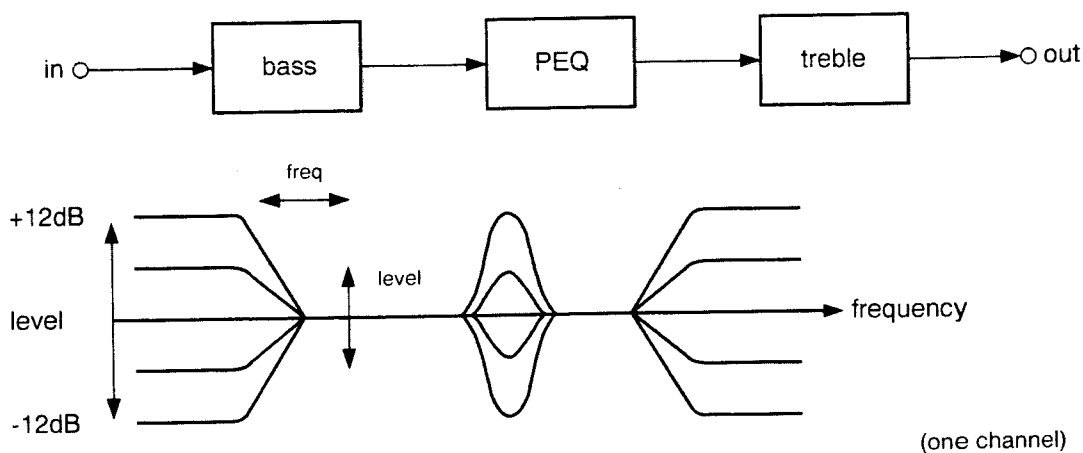 in
bass
PEQ
treble
out
freq
+12dB
level
level
frequency
-12dB
(one channel)